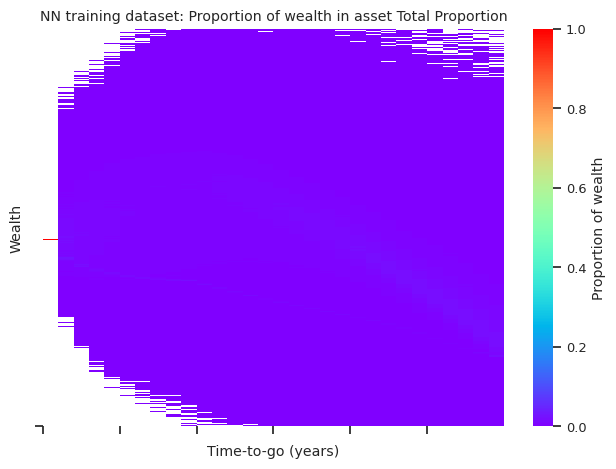 NN training dataset: Proportion of wealth in asset Total Proportion
Wealth
Time-to-go (years)
1.0
0.8
0.6
0.4
0.2
0.0
Proportion of wealth